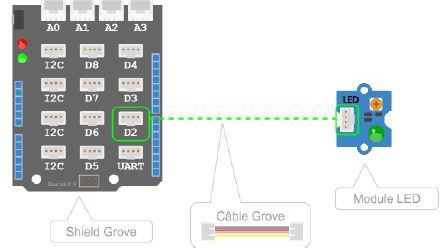 A0 A1 A2 A3
I2C D8 D4
I2C D7 D3
I2C D6 D2
I2C D5 UART
LED
Shield Grove
Câble Grove
Module LED